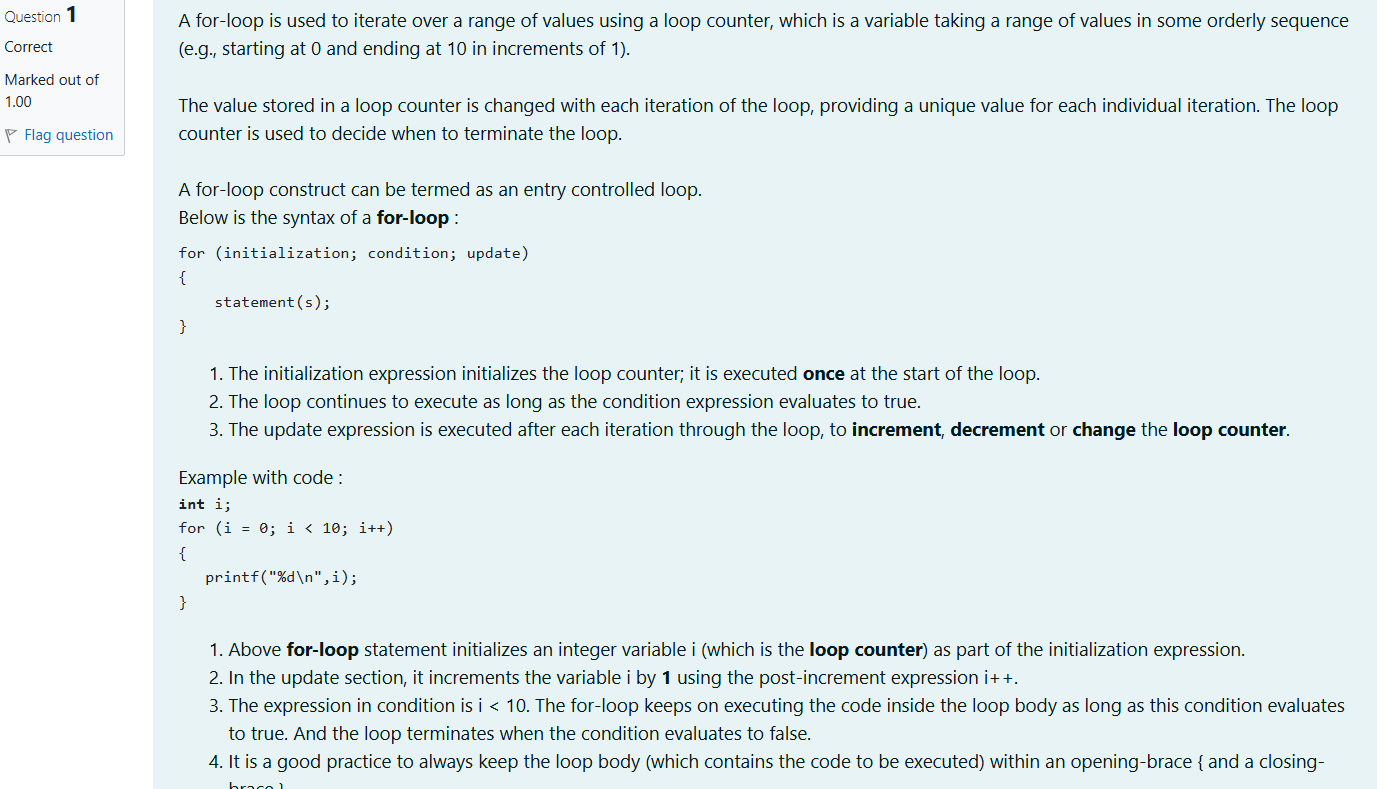 Question 1
Correct
Marked out of
1.00
Flag question
A for-loop is used to iterate over a range of values using a loop counter, which is a variable taking a range of values in some orderly sequence
(e.g., starting at 0 and ending at 10 in increments of 1).
The value stored in a loop counter is changed with each iteration of the loop, providing a unique value for each individual iteration. The loop
counter is used to decide when to terminate the loop.
A for-loop construct can be termed as an entry controlled loop.
Below is the syntax of a for-loop :
for (initialization; condition; update)
{
    statement(s);
}
1. The initialization expression initializes the loop counter; it is executed once at the start of the loop.
2. The loop continues to execute as long as the condition expression evaluates to true.
3. The update expression is executed after each iteration through the loop, to increment, decrement or change the loop counter.
Example with code :
int i;
for (i = 0; i < 10; i++)
{
   printf("%d\n",i);
}
1. Above for-loop statement initializes an integer variable i (which is the loop counter) as part of the initialization expression.
2. In the update section, it increments the variable i by 1 using the post-increment expression i++.
3. The expression in condition is i < 10. The for-loop keeps on executing the code inside the loop body as long as this condition evaluates
to true. And the loop terminates when the condition evaluates to false.
4. It is a good practice to always keep the loop body (which contains the code to be executed) within an opening-brace { and a closing-
brace }